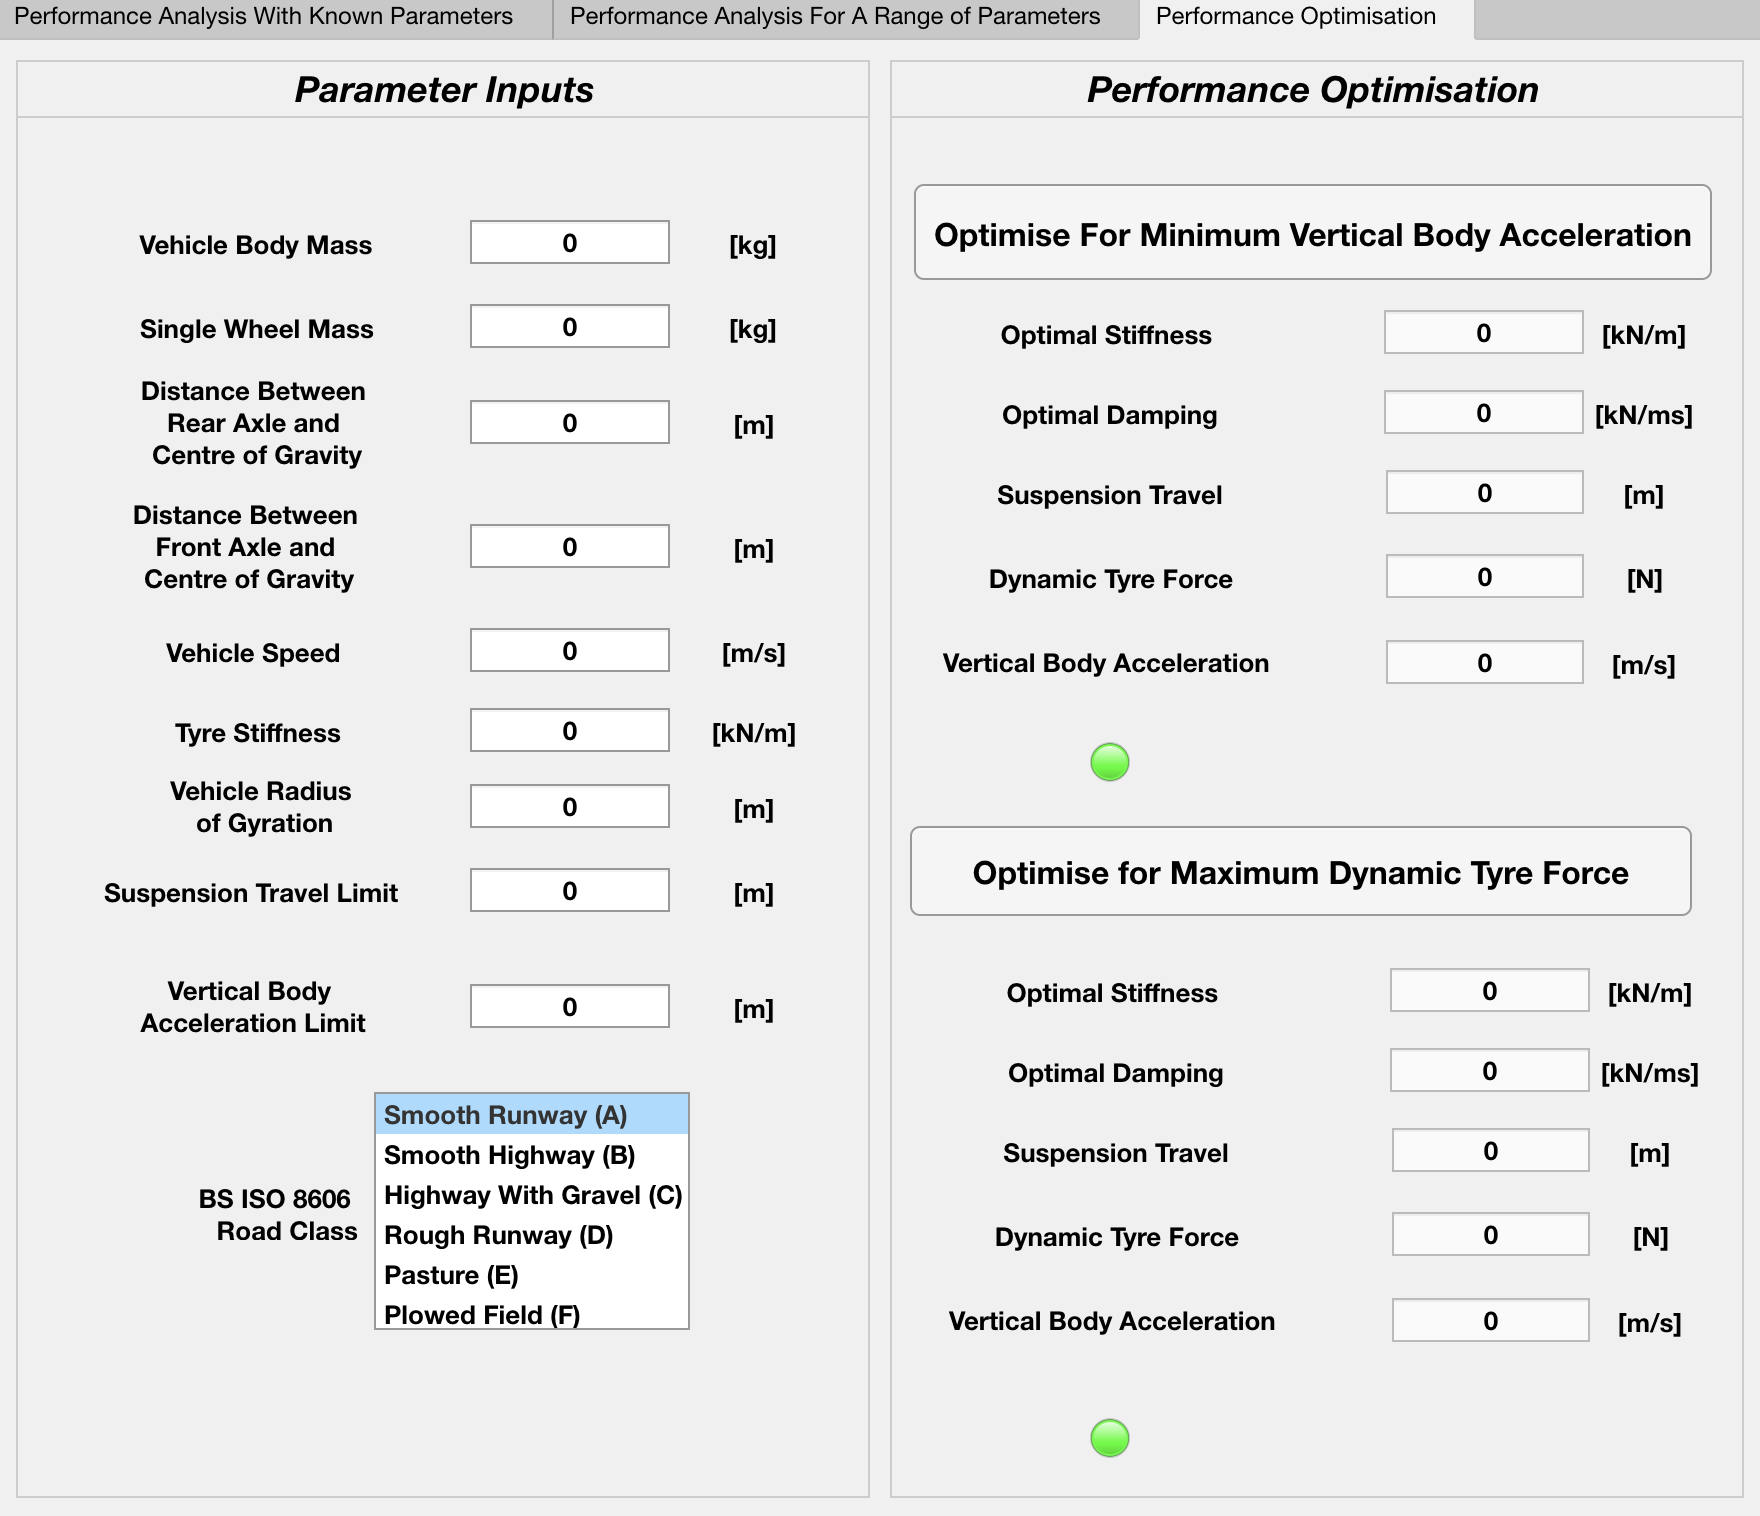 Performance Analysis With Known Parameters
Performance Analysis For A Range of Parameters
Performance Optimisation
Parameter Inputs
Vehicle Body Mass 0 [kg]
Single Wheel Mass 0 [kg]
Distance Between
Rear Axle and 0 [m]
Centre of Gravity
Distance Between
Front Axle and 0 [m]
Centre of Gravity
Vehicle Speed 0 [m/s]
Tyre Stiffness 0 [kN/m]
Vehicle Radius
of Gyration 0 [m]
Suspension Travel Limit 0 [m]
Vertical Body
Acceleration Limit 0 [m]
BS ISO 8606
Road Class
Smooth Runway (A)
Smooth Highway (B)
Highway With Gravel (C)
Rough Runway (D)
Pasture (E)
Plowed Field (F)
Performance Optimisation
Optimise For Minimum Vertical Body Acceleration
Optimal Stiffness 0 [kN/m]
Optimal Damping 0 [kN/ms]
Suspension Travel 0 [m]
Dynamic Tyre Force 0 [N]
Vertical Body Acceleration 0 [m/s]
Optimise for Maximum Dynamic Tyre Force
Optimal Stiffness 0 [kN/m]
Optimal Damping 0 [kN/ms]
Suspension Travel 0 [m]
Dynamic Tyre Force 0 [N]
Vertical Body Acceleration 0 [m/s]